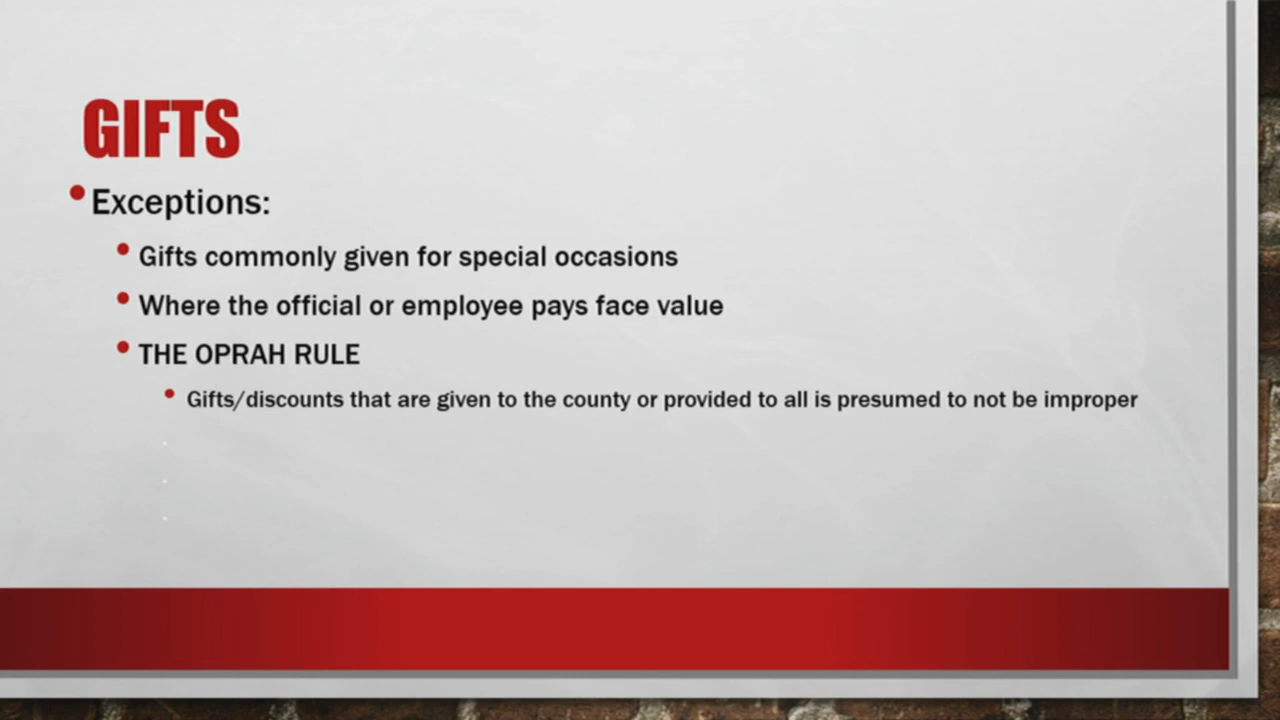 GIFTS
Exceptions:
Gifts commonly given for special occasions
Where the official or employee pays face value
THE OPRAH RULE
Gifts/discounts that are given to the county or provided to all is presumed to not be improper